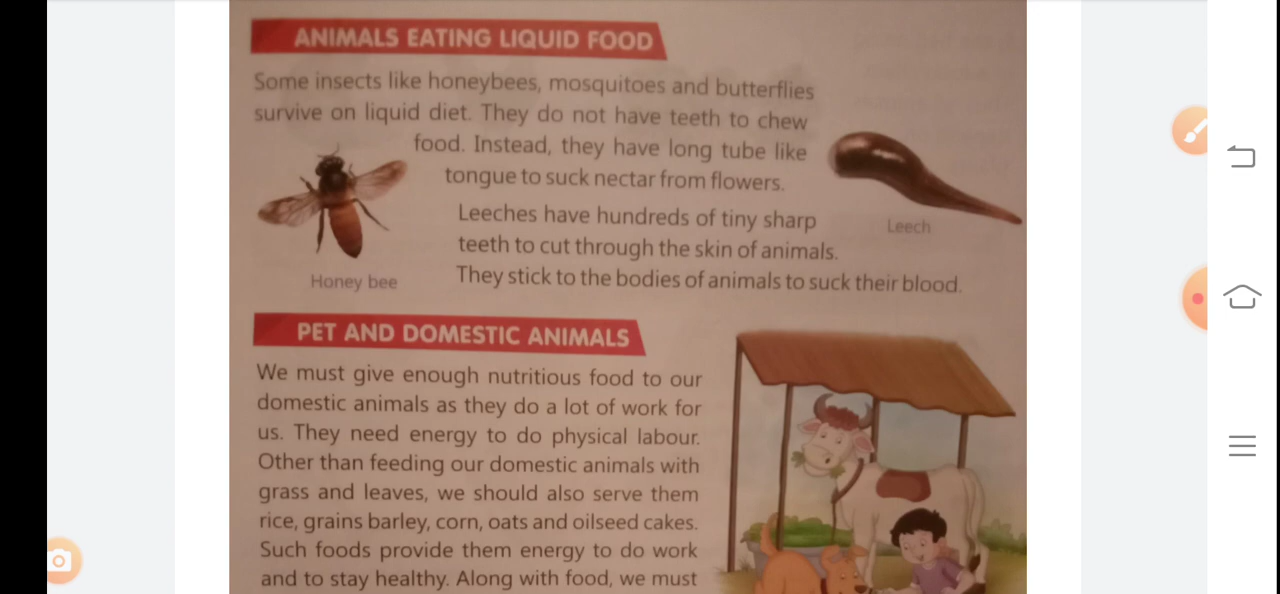 ANIMALS EATING LIQUID FOOD
Some insects like honeybees, mosquitoes and butterflies
survive on liquid diet. They do not have teeth to chew
food. Instead, they have long tube like
tongue to suck nectar from flowers.
Leeches have hundreds of tiny sharp
teeth to cut through the skin of animals.
They stick to the bodies of animals to suck their blood.
Leech
Honey bee
PET AND DOMESTIC ANIMALS
We must give enough nutritious food to our
domestic animals as they do a lot of work for
us. They need energy to do physical labour.
Other than feeding our domestic animals with
grass and leaves, we should also serve them
rice, grains barley, corn, oats and oilseed cakes.
Such foods provide them energy to do work
and to stay healthy. Along with food, we must